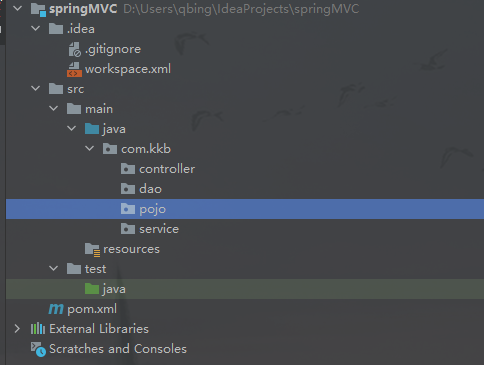 springMVC D:\Users\qbing\IdeaProjects\springMVC
.idea
.gitignore
workspace.xml
src
main
java
com.kkb
controller
dao
pojo
service
resources
test
java
pom.xml
External Libraries
Scratches and Consoles